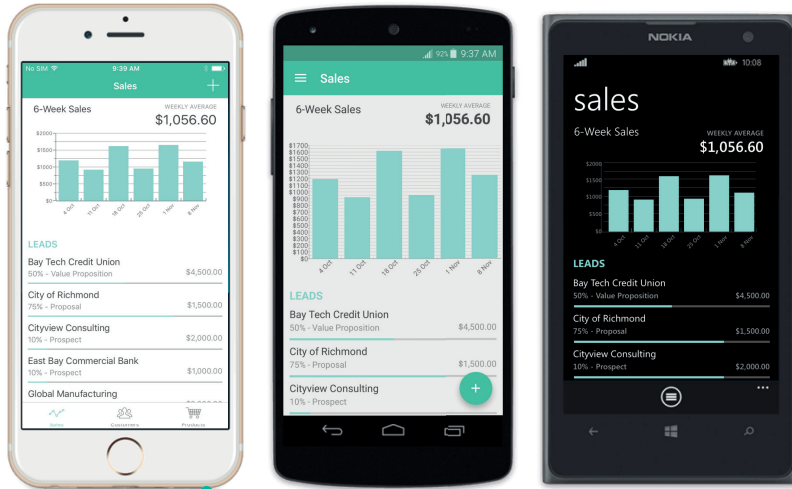 No SIM 9:39 AM
Sales +
6-Week Sales
WEEKLY AVERAGE
$1,056.60
$2000
$1500
$1000
$500
$0
4 Oct 11 Oct 18 Oct 25 Oct 1 Nov 8 Nov
LEADS
Bay Tech Credit Union
50% - Value Proposition $4,500.00
City of Richmond
75% - Proposal $1,500.00
Cityview Consulting
10% - Prospect $2,000.00
East Bay Commercial Bank
10% - Prospect $1,000.00
Global Manufacturing
Sales Customers Products
92% 9:37 AM
Sales
6-Week Sales
WEEKLY AVERAGE
$1,056.60
$1700
$1600
$1500
$1400
$1300
$1200
$1100
$1000
$900
$800
$700
$600
$500
$400
$300
$200
$100
$0
4 Oct 11 Oct 18 Oct 25 Oct 1 Nov 8 Nov
LEADS
Bay Tech Credit Union
50% - Value Proposition $4,500.00
City of Richmond
75% - Proposal $1,500.00
Cityview Consulting
10% - Prospect
+
NOKIA
10:08
sales
6-Week Sales
WEEKLY AVERAGE
$1,056.60
$2000
$1500
$1000
$500
$0
4 Oct 11 Oct 18 Oct 25 Oct 1 Nov 8 Nov
LEADS
Bay Tech Credit Union
50% - Value Proposition $4,500.00
City of Richmond
75% - Proposal $1,500.00
Cityview Consulting
10% - Prospect $2,000.00